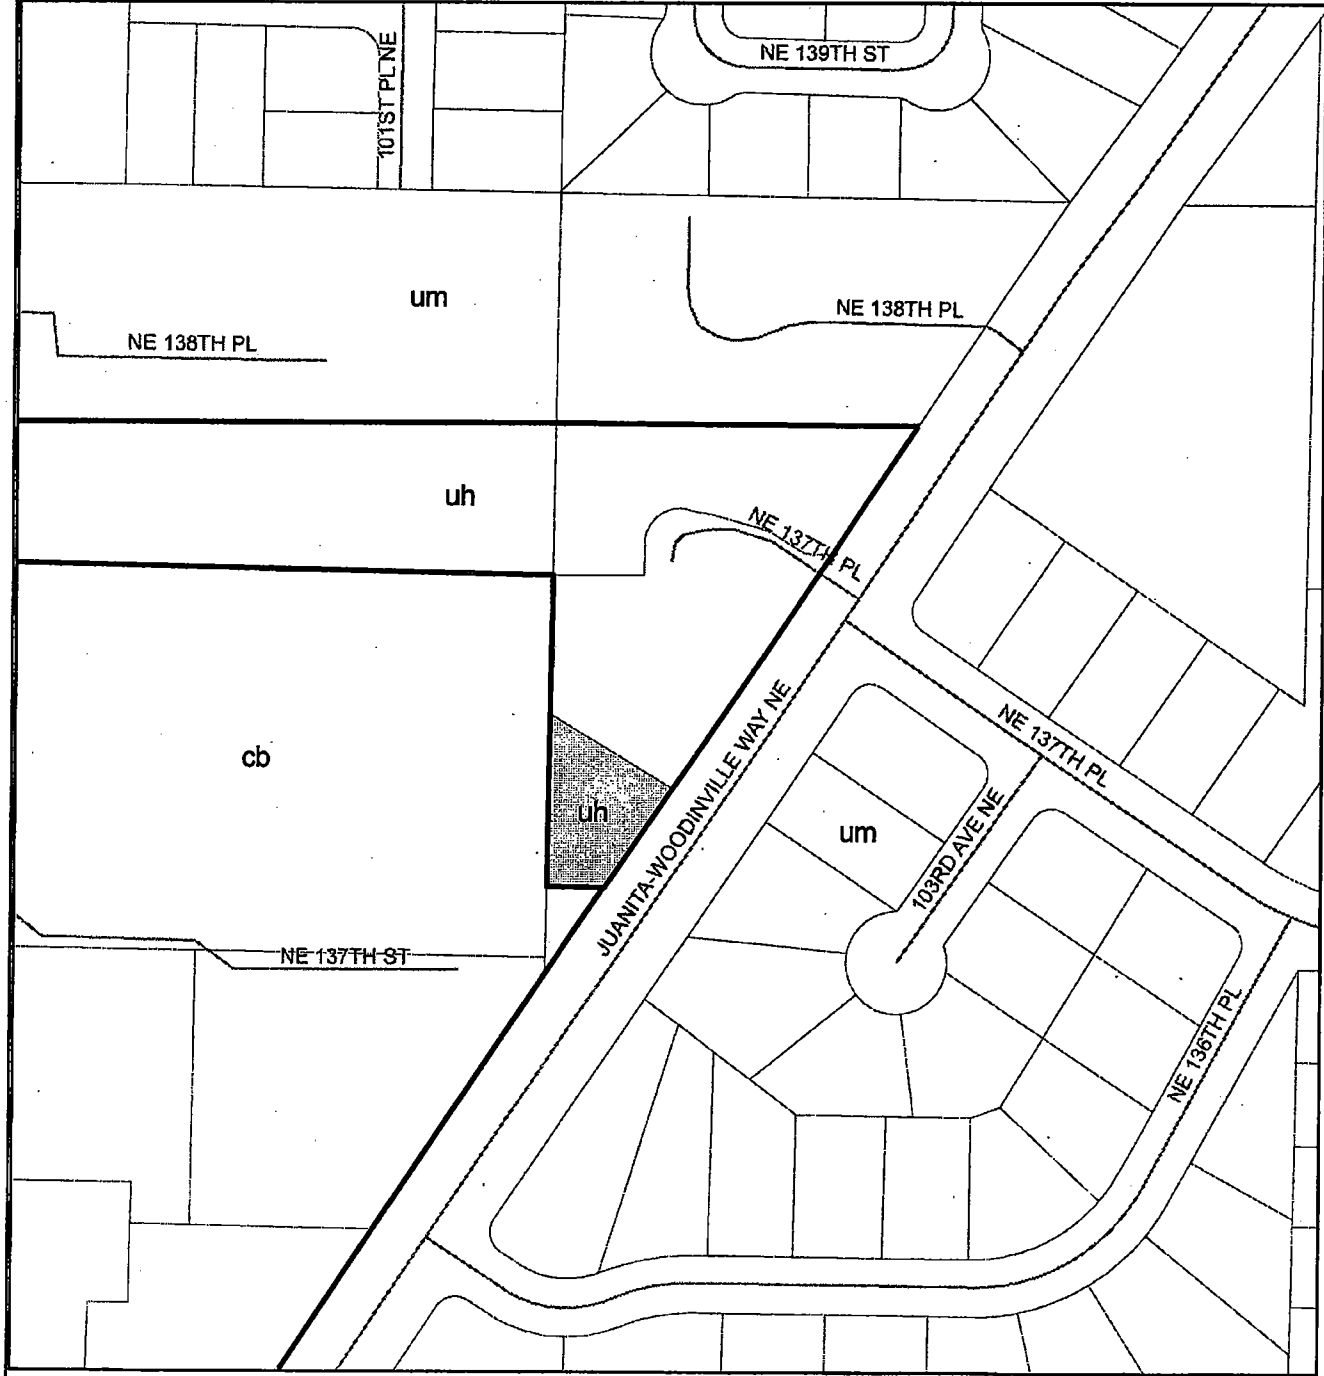 NE 139TH ST
101ST PL NE
um
NE 138TH PL
NE 138TH PL
uh
NE 137TH PL
cb
uh
JUANITA-WOODINVILLE WAY NE
NE 137TH PL
um
103RD AVE NE
NE 137TH ST
NE 136TH PL